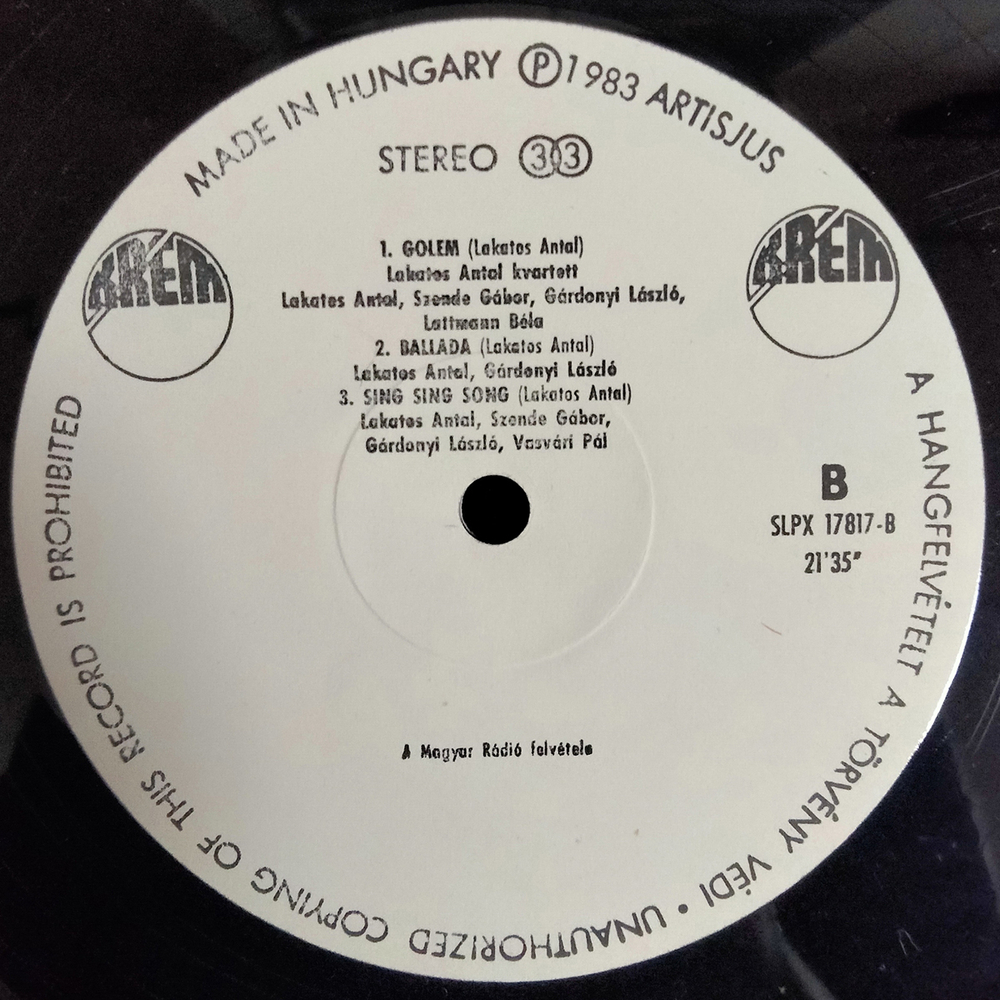 MADE IN HUNGARY Ⓟ 1983 ARTISJUS
STEREO 33
KRÉM
KRÉM
1. GOLEM (Lakatos Antal)
Lakatos Antal kvartett
Lakatos Antal, Szende Gábor, Gárdonyi László,
Lattmann Béla
2. BALLADA (Lakatos Antal)
Lakatos Antal, Gárdonyi László
3. SING SING SONG (Lakatos Antal)
Lakatos Antal, Szende Gábor,
Gárdonyi László, Vasvári Pál
B
SLPX 17817-B
21'35"
A Magyar Rádió felvétele
A HANGFELVÉTELT A TÖRVÉNY VÉDI • UNAUTHORIZED COPYING OF THIS RECORD IS PROHIBITED